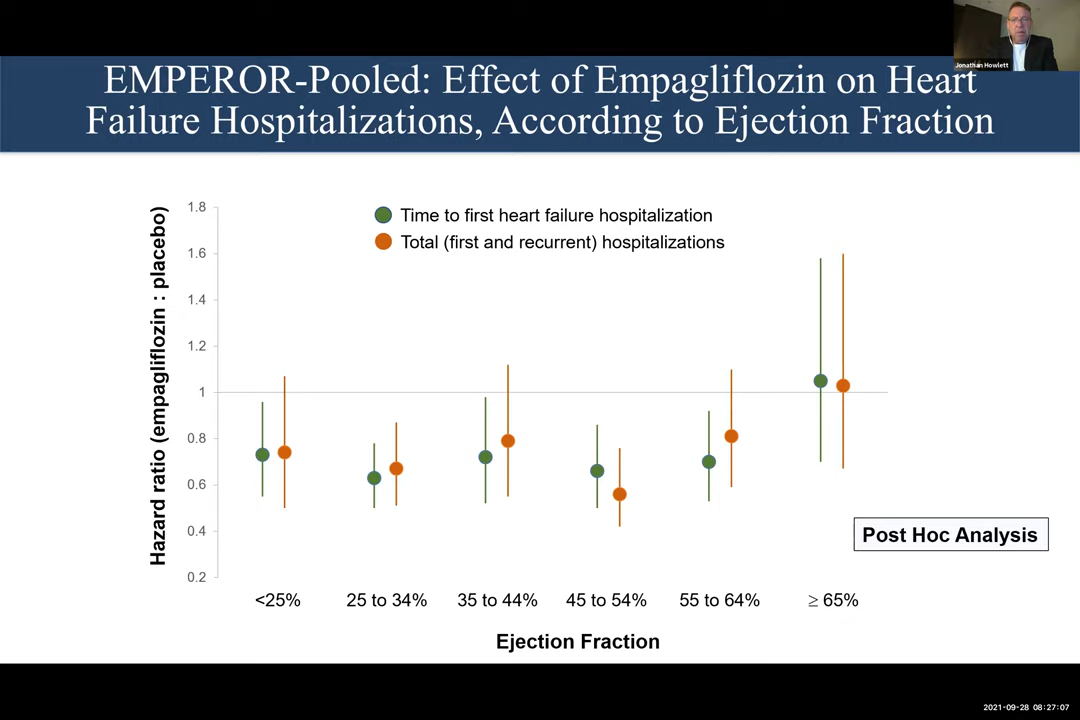 Jonathan Howlett
EMPEROR-Pooled: Effect of Empagliflozin on Heart
Failure Hospitalizations, According to Ejection Fraction
Time to first heart failure hospitalization
Total (first and recurrent) hospitalizations
Hazard ratio (empagliflozin : placebo)
1.8
1.6
1.4
1.2
1
0.8
0.6
0.4
0.2
Post Hoc Analysis
<25% 25 to 34% 35 to 44% 45 to 54% 55 to 64% ≥ 65%
Ejection Fraction
2021-09-28 08:27:07